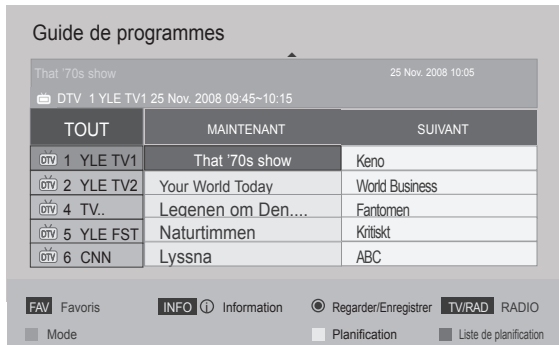 Guide de programmes
That '70s show 25 Nov. 2008 10:05
DTV 1 YLE TV1 25 Nov. 2008 09:45~10:15
TOUT MAINTENANT SUIVANT
DTV 1 YLE TV1 That '70s show Keno
DTV 2 YLE TV2 Your World Today World Business
DTV 4 TV.. Legenen om Den.... Fantomen
DTV 5 YLE FST Naturtimmen Kritiskt
DTV 6 CNN Lyssna ABC
FAV Favoris INFO i Information Regarder/Enregistrer TV/RAD RADIO
Mode Planification Liste de planification